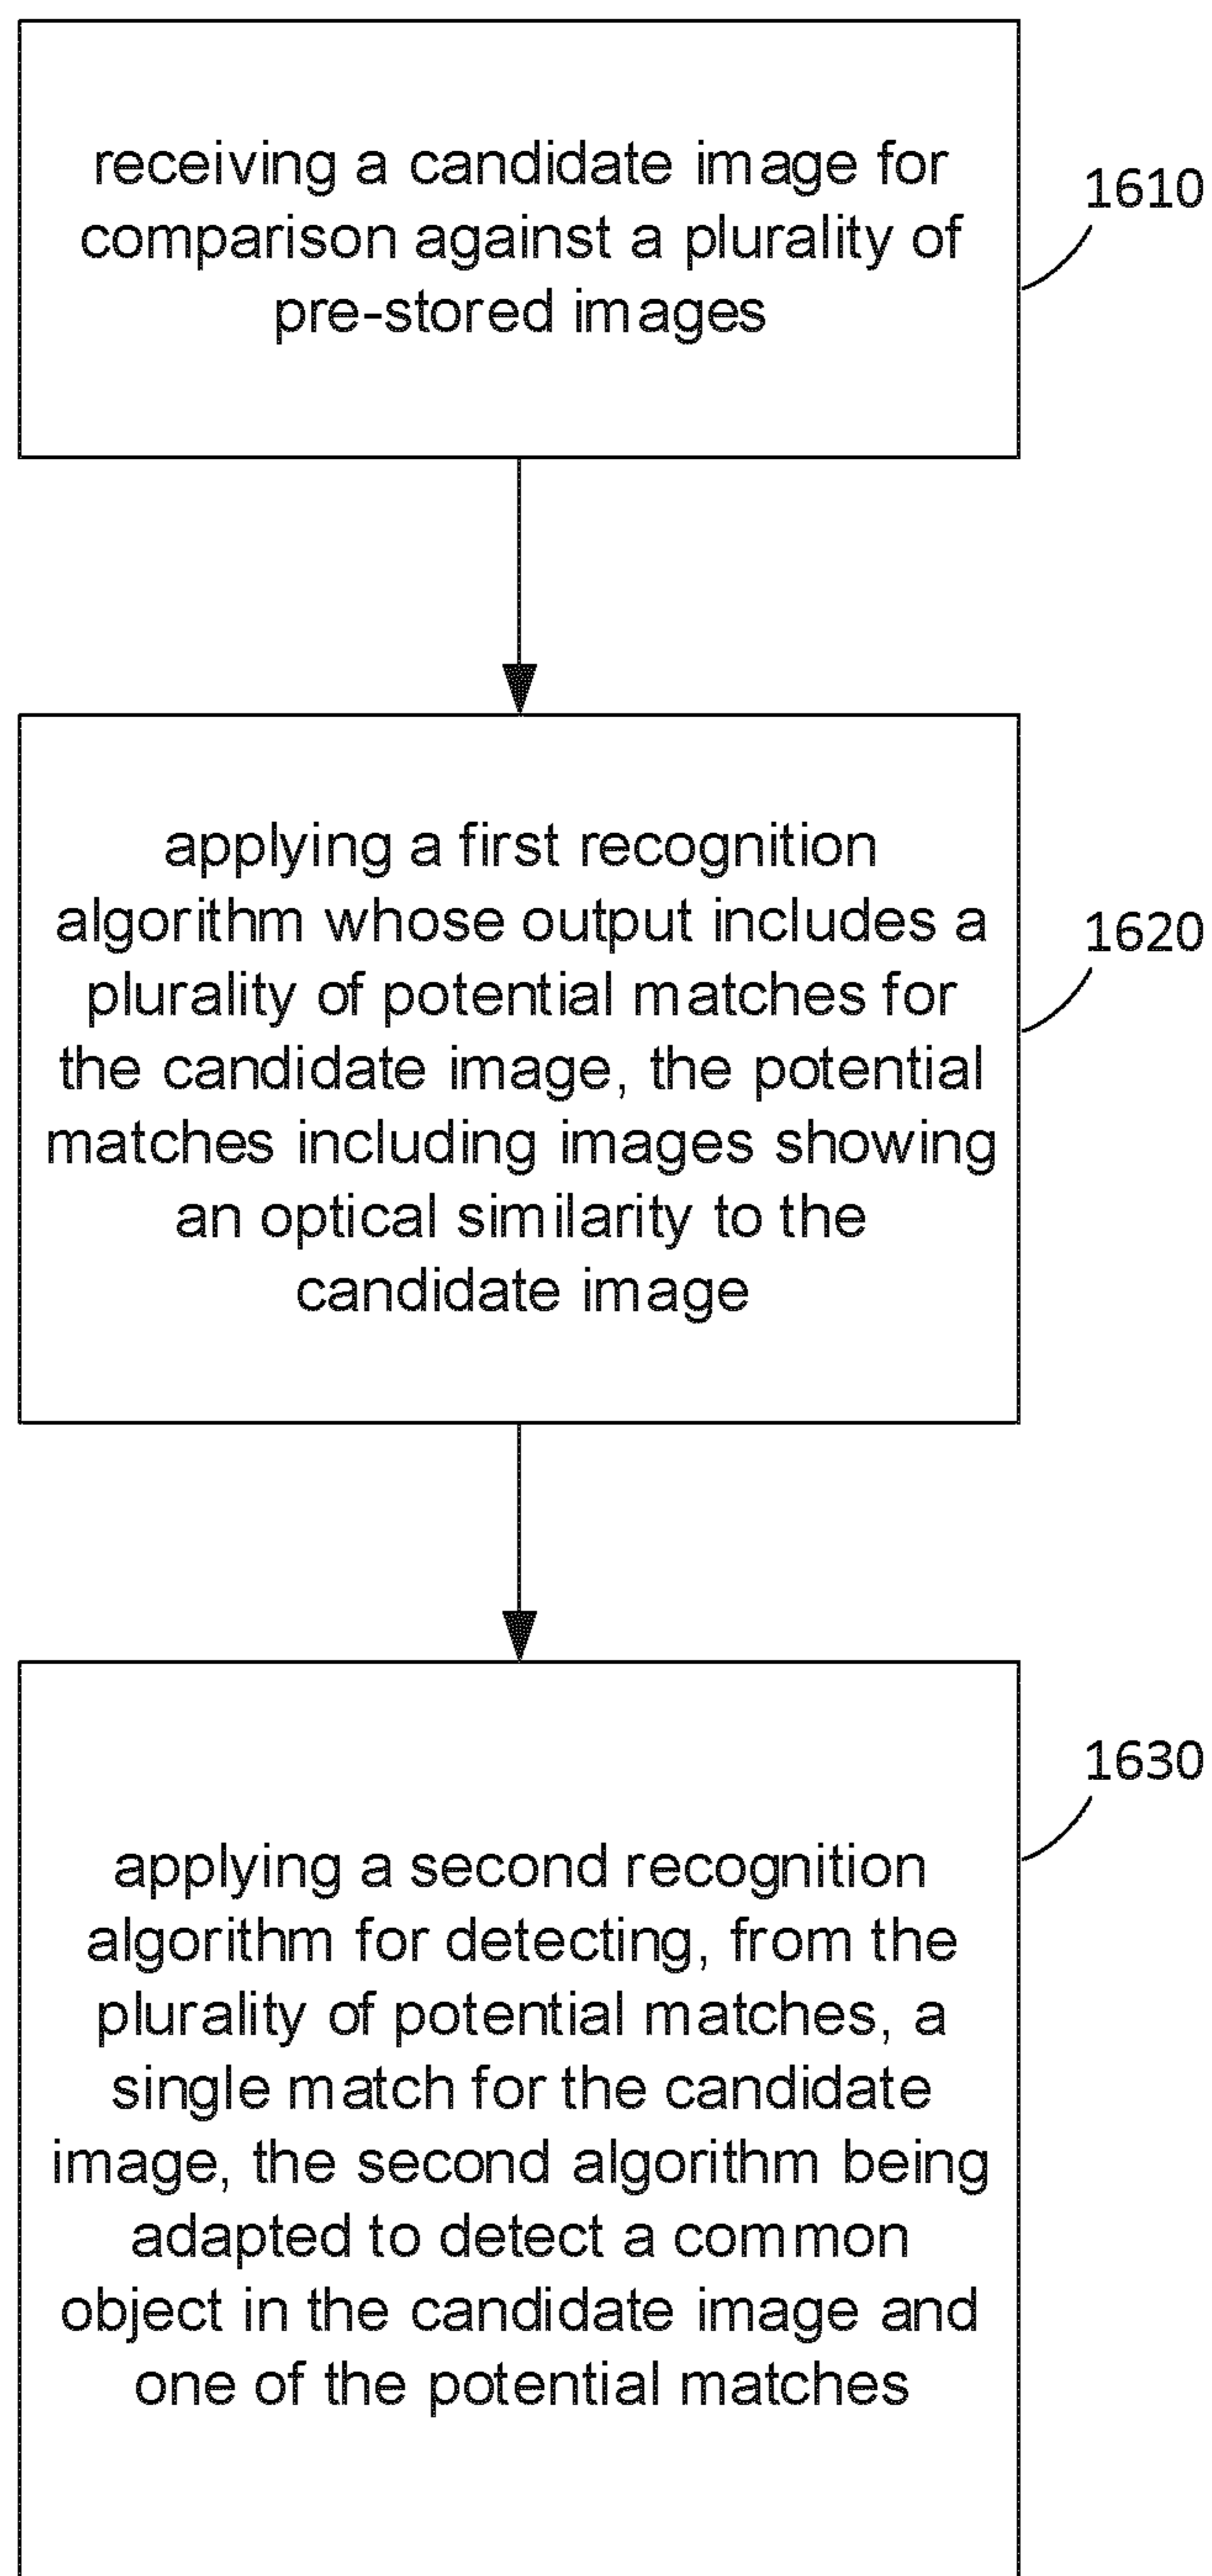 receiving a candidate image for
comparison against a plurality of
pre-stored images
1610
applying a first recognition
algorithm whose output includes a
plurality of potential matches for
the candidate image, the potential
matches including images showing
an optical similarity to the
candidate image
1620
applying a second recognition
algorithm for detecting, from the
plurality of potential matches, a
single match for the candidate
image, the second algorithm being
adapted to detect a common
object in the candidate image and
one of the potential matches
1630